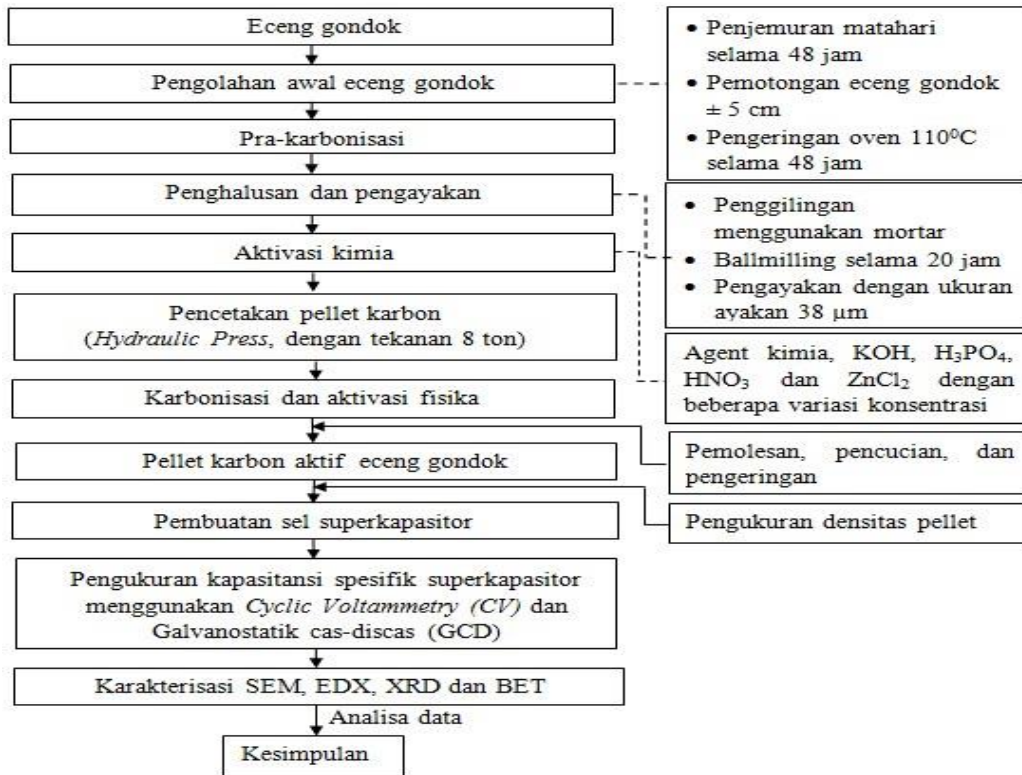 Eceng gondok
Pengolahan awal eceng gondok
Pra-karbonisasi
Penghalusan dan pengayakan
Aktivasi kimia
Pencetakan pellet karbon
(Hydraulic Press, dengan tekanan 8 ton)
Karbonisasi dan aktivasi fisika
Pellet karbon aktif eceng gondok
Pembuatan sel superkapasitor
Pengukuran kapasitansi spesifik superkapasitor
menggunakan Cyclic Voltammetry (CV) dan
Galvanostatik cas-discas (GCD)
Karakterisasi SEM, EDX, XRD dan BET
Analisa data
Kesimpulan
• Penjemuran matahari
selama 48 jam
• Pemotongan eceng gondok
± 5 cm
• Pengeringan oven 110⁰C
selama 48 jam
• Penggilingan
menggunakan mortar
• Ballmilling selama 20 jam
• Pengayakan dengan ukuran
ayakan 38 µm
Agent kimia, KOH, H₃PO₄,
HNO₃ dan ZnCl₂ dengan
beberapa variasi konsentrasi
Pemolesan, pencucian, dan
pengeringan
Pengukuran densitas pellet